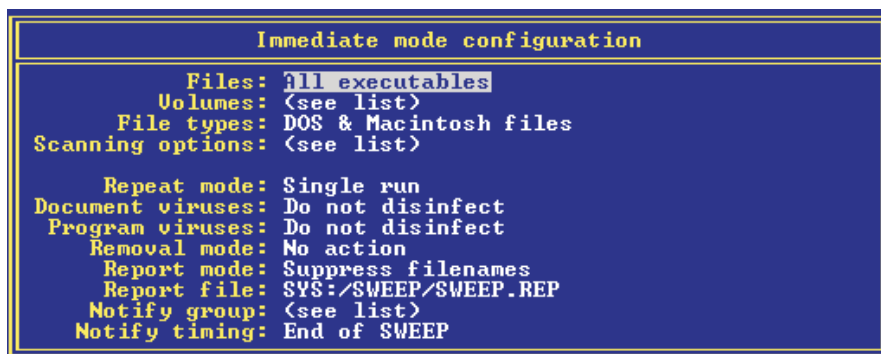 Immediate mode configuration
Files: All executables
Volumes: (see list)
File types: DOS & Macintosh files
Scanning options: (see list)
Repeat mode: Single run
Document viruses: Do not disinfect
Program viruses: Do not disinfect
Removal mode: No action
Report mode: Suppress filenames
Report file: SYS:/SWEEP/SWEEP.REP
Notify group: (see list)
Notify timing: End of SWEEP